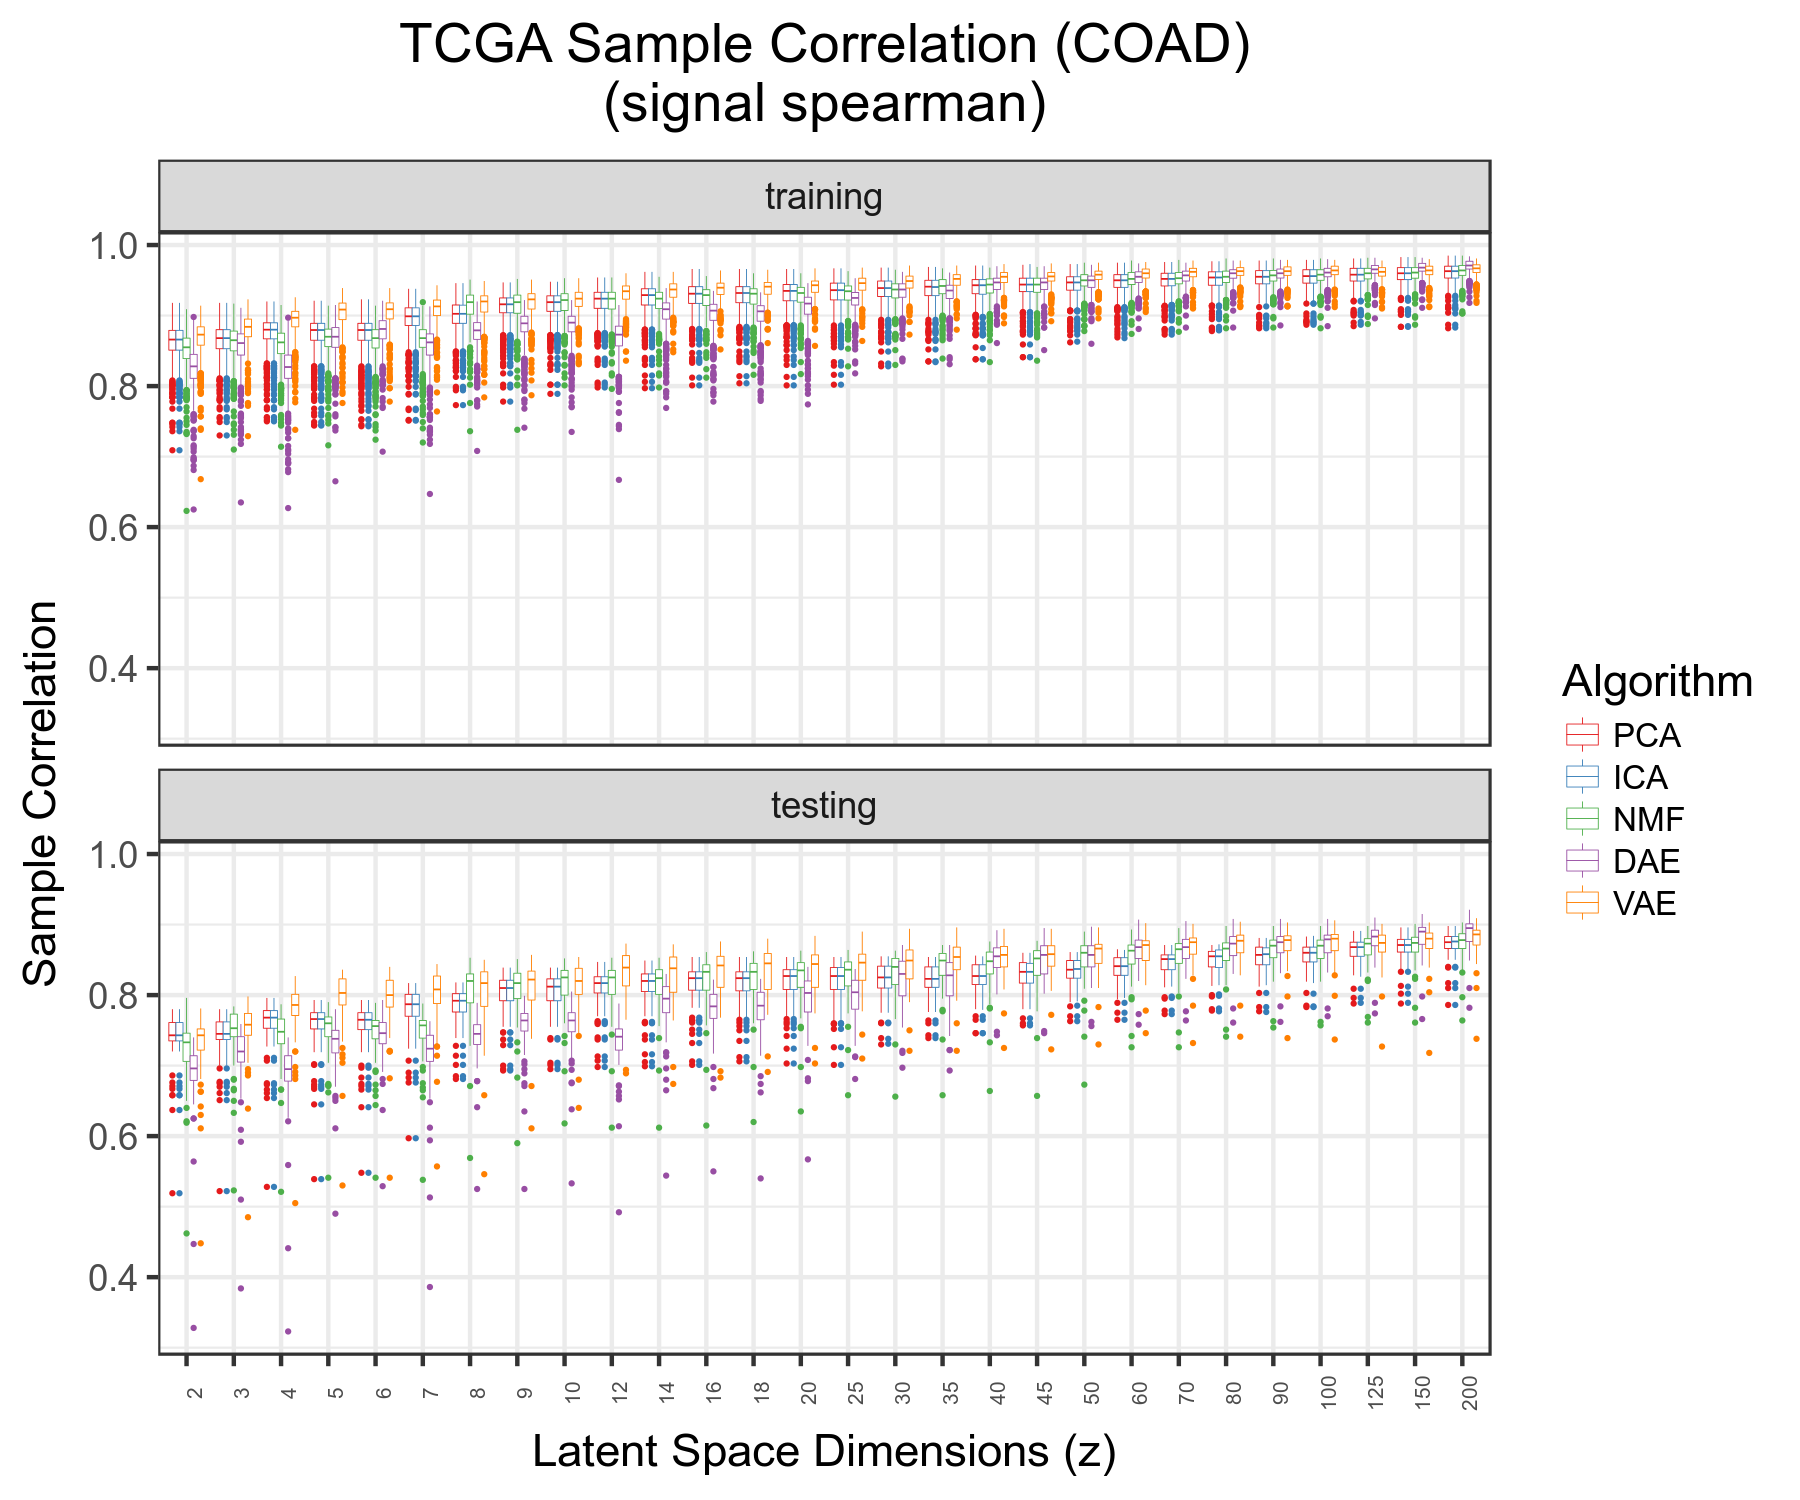 TCGA Sample Correlation (COAD)
(signal spearman)
training
1.0
0.8
0.6
0.4
testing
1.0
0.8
0.6
0.4
Sample Correlation
2 3 4 5 6 7 8 9 10 12 14 16 18 20 25 30 35 40 45 50 60 70 80 90 100 125 150 200
Latent Space Dimensions (z)
Algorithm
PCA
ICA
NMF
DAE
VAE